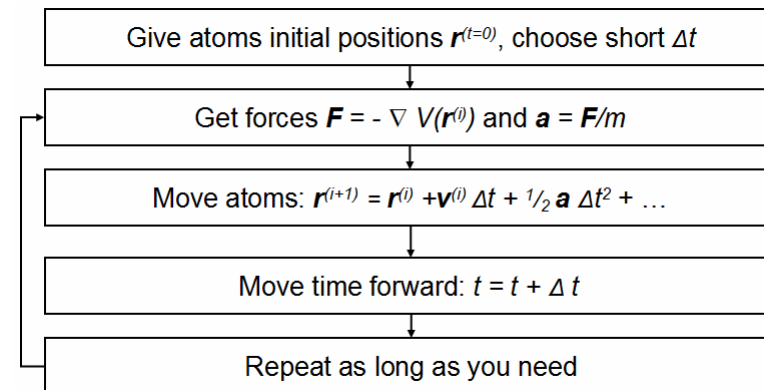 Give atoms initial positions r(t=0), choose short Δt
Get forces F = - ∇ V(r(i)) and a = F/m
Move atoms: r(i+1) = r(i) +v(i) Δt + 1/2 a Δt2 + …
Move time forward: t = t + Δ t
Repeat as long as you need